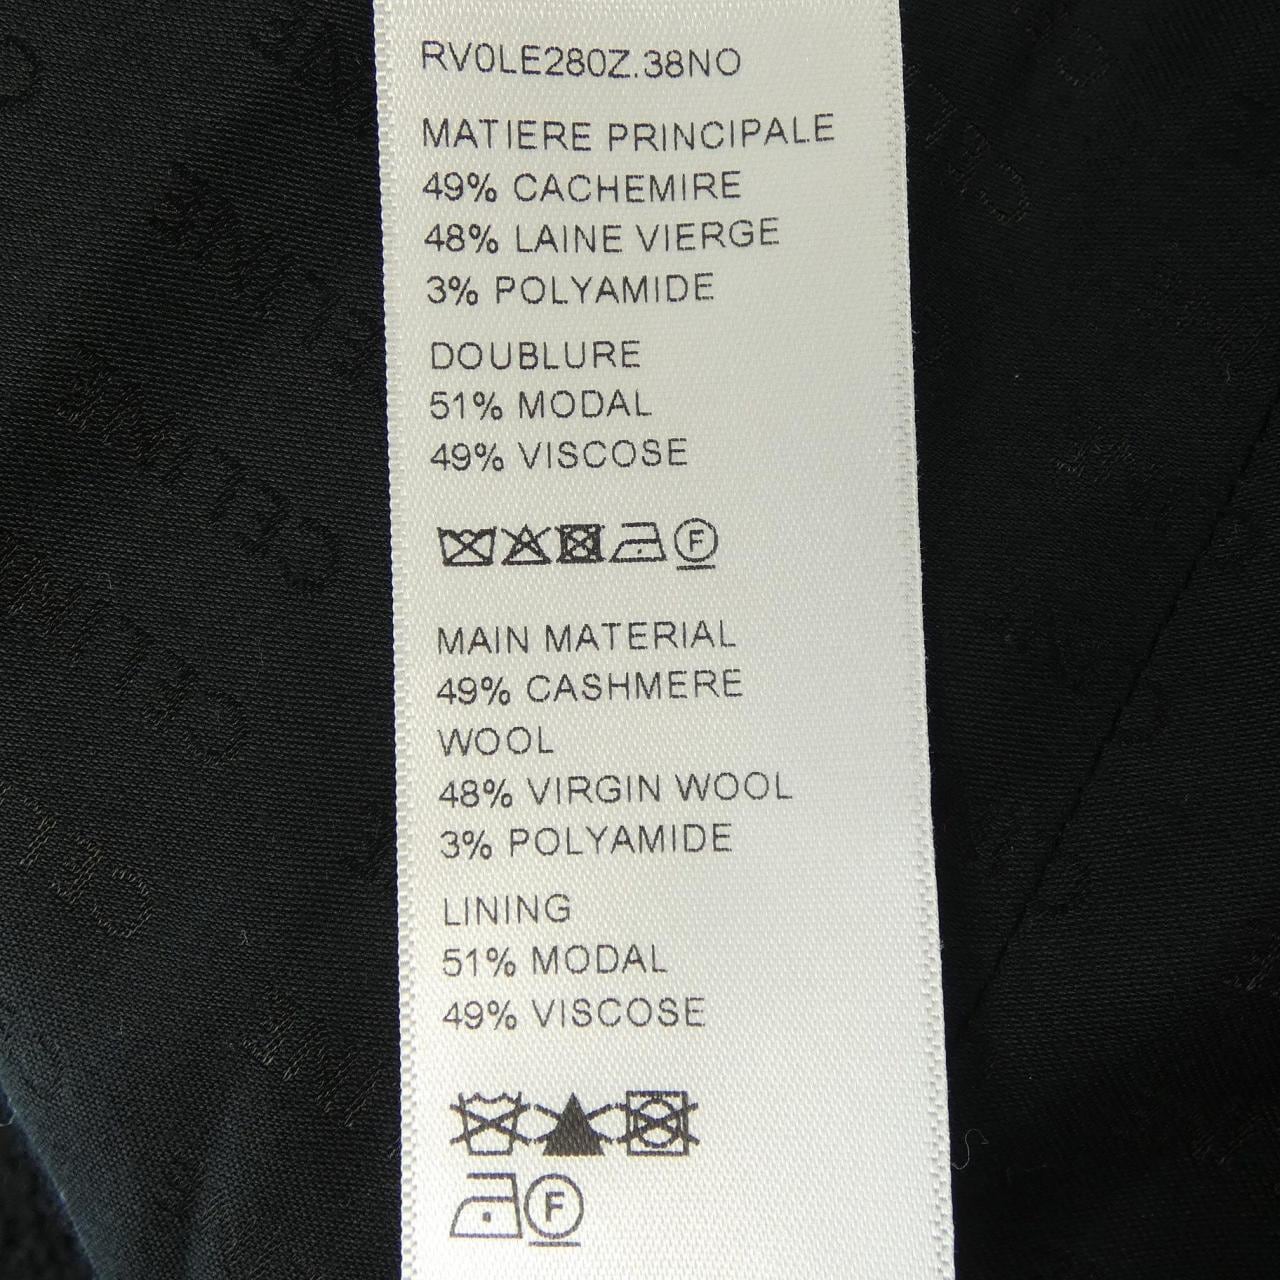 RV0LE280Z.38NO
MATIERE PRINCIPALE
49% CACHEMIRE
48% LAINE VIERGE
3% POLYAMIDE
DOUBLURE
51% MODAL
49% VISCOSE
F
MAIN MATERIAL
49% CASHMERE
WOOL
48% VIRGIN WOOL
3% POLYAMIDE
LINING
51% MODAL
49% VISCOSE
F